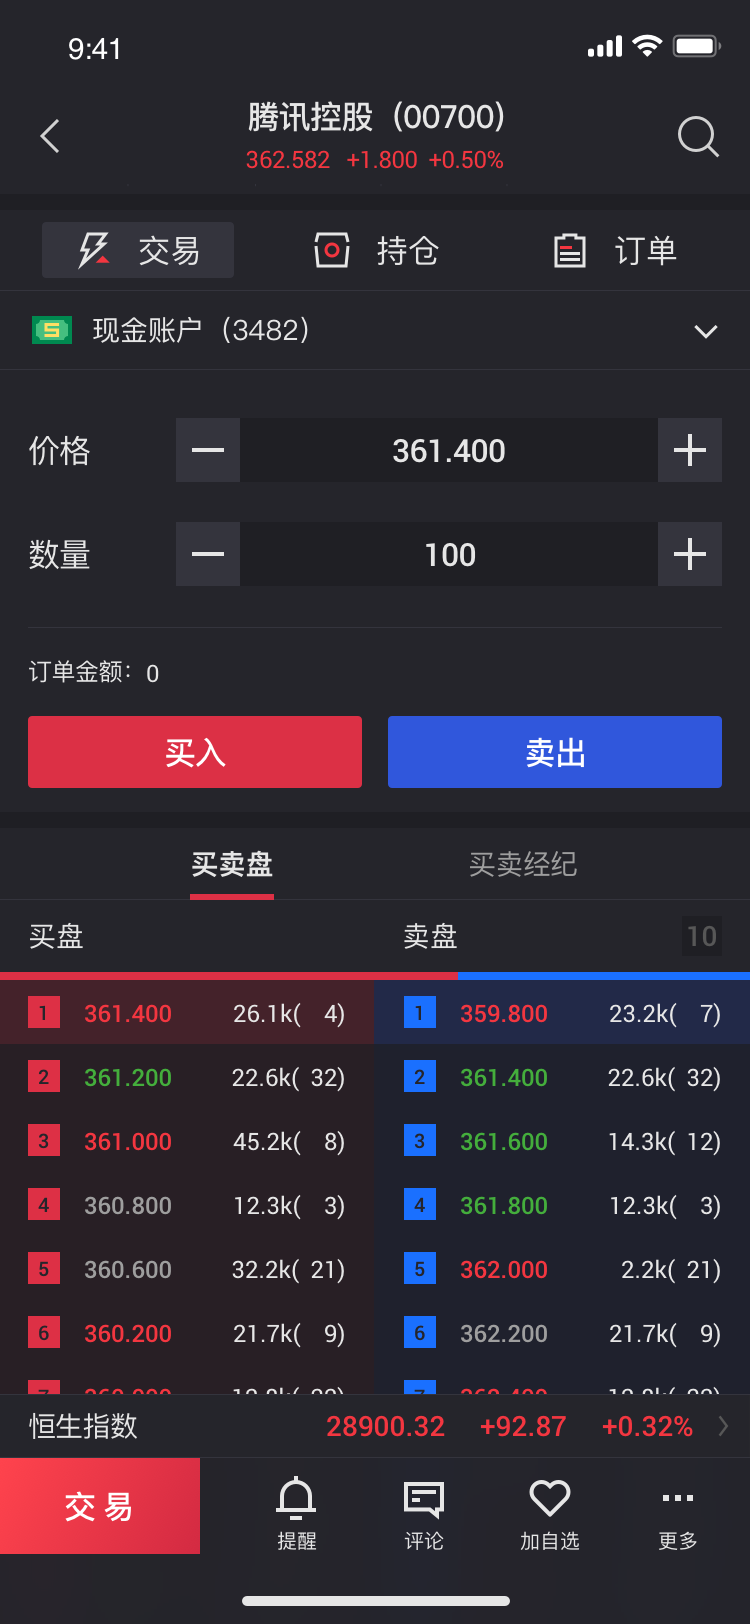 9:41
腾讯控股（00700）
362.582 +1.800 +0.50%
交易 持仓 订单
S 现金账户（3482）
价格 361.400
数量 100
订单金额：0
买入 卖出
买卖盘 买卖经纪
买盘 卖盘 10
1 361.400 26.1k( 4) 1 359.800 23.2k( 7)
2 361.200 22.6k( 32) 2 361.400 22.6k( 32)
3 361.000 45.2k( 8) 3 361.600 14.3k( 12)
4 360.800 12.3k( 3) 4 361.800 12.3k( 3)
5 360.600 32.2k( 21) 5 362.000 2.2k( 21)
6 360.200 21.7k( 9) 6 362.200 21.7k( 9)
恒生指数 28900.32 +92.87 +0.32%
交易 提醒 评论 加自选 更多